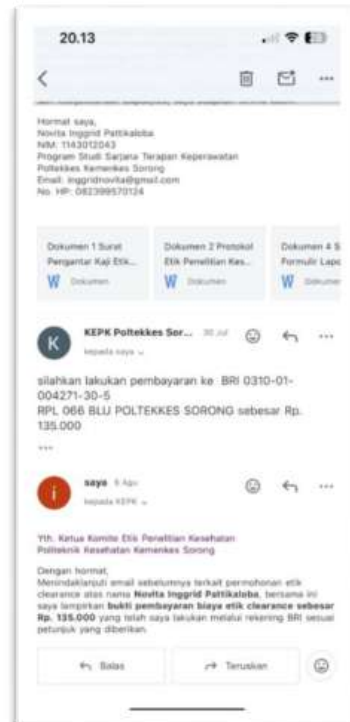 20.13
Hormat saya,
Novita Inggrid Pattikaloba
NIM: 1143012043
Program Studi Sarjana Terapan Keperawatan
Poltekkes Kemenkes Sorong
Email: inggridnovita@gmail.com
No. HP: 082399570124
Dokumen 1 Surat
Pengantar Kaji Etik...
W Dokumen
Dokumen 2 Protokol
Etik Penelitian Kes...
W Dokumen
Dokumen 4 S
Formulir Lapo
W Dokumen
K
KEPK Poltekkes Sor... 30 Jul
kepada saya
silahkan lakukan pembayaran ke BRI 0310-01-
004271-30-5
RPL 066 BLU POLTEKKES SORONG sebesar Rp.
135.000
i
saya 6 Agu
kepada KEPK
Yth. Ketua Komite Etik Penelitian Kesehatan
Politeknik Kesehatan Kemenkes Sorong
Dengan hormat,
Menindaklanjuti email sebelumnya terkait permohonan etik
clearance atas nama Novita Inggrid Pattikaloba, bersama ini
saya lampirkan bukti pembayaran biaya etik clearance sebesar
Rp. 135.000 yang telah saya lakukan melalui rekening BRI sesuai
petunjuk yang diberikan.
Balas
Teruskan